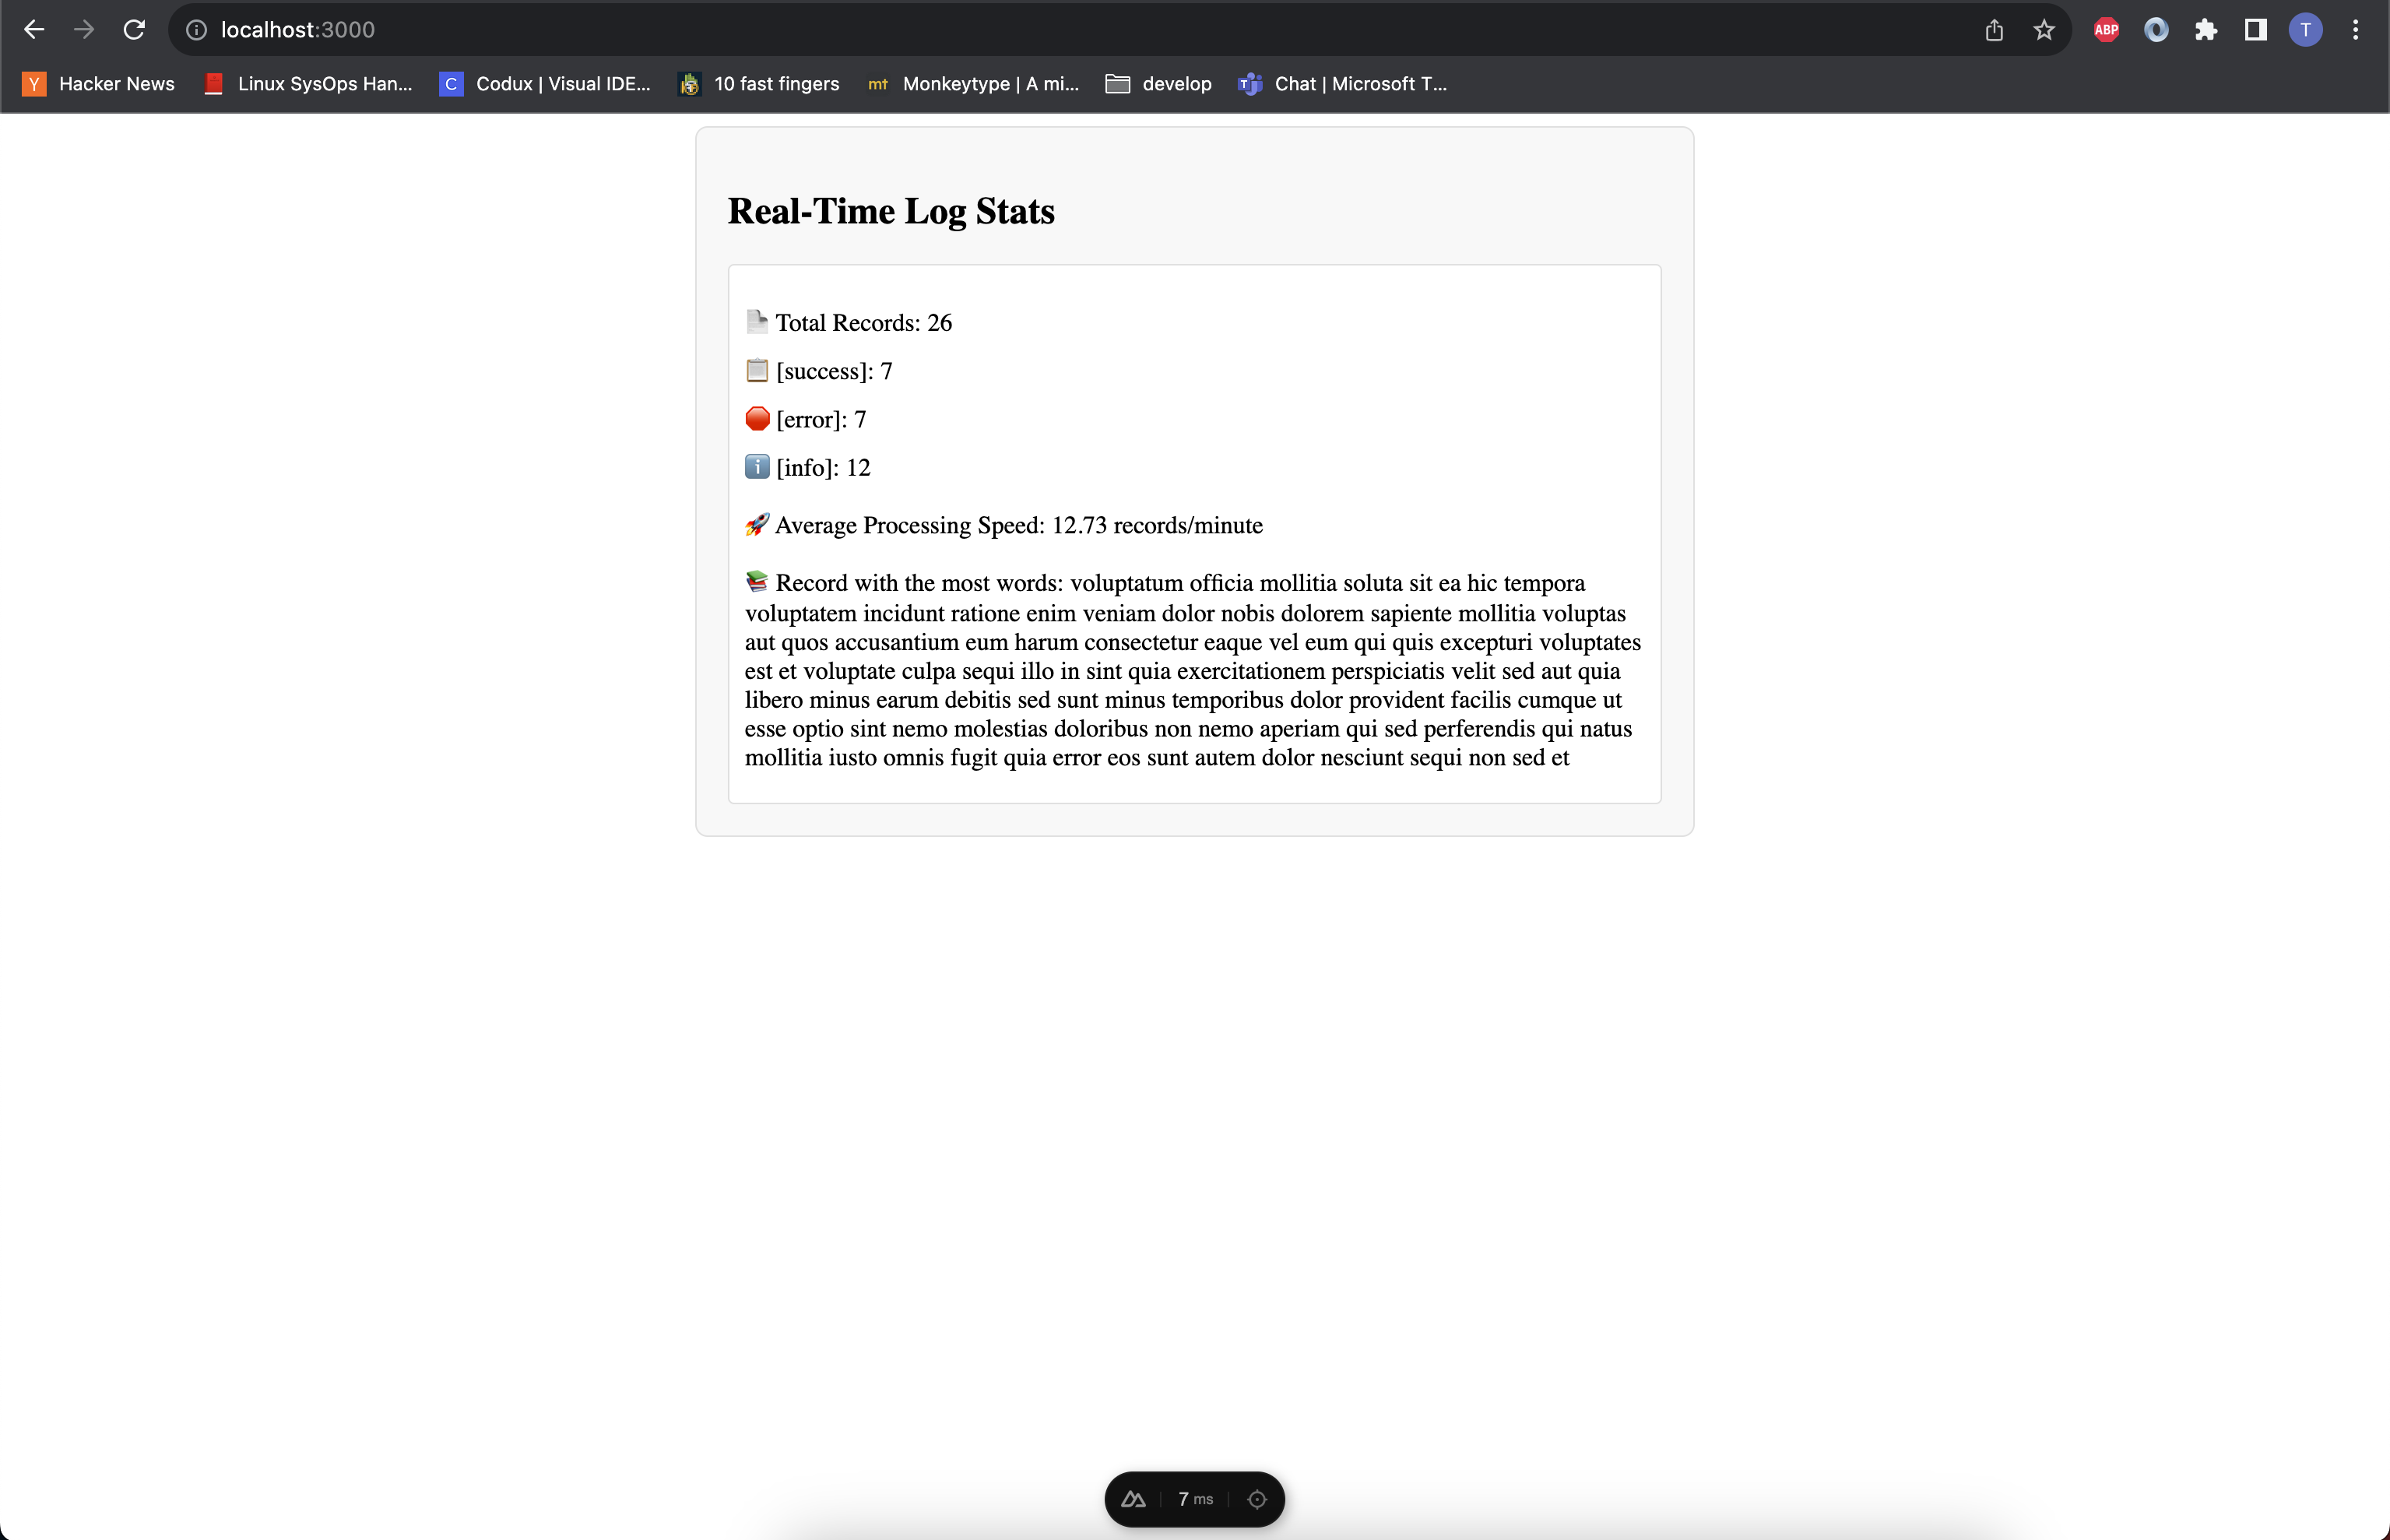 localhost:3000
ABP
T
Y Hacker News
Linux SysOps Han...
C Codux | Visual IDE...
10 fast fingers
mt Monkeytype | A mi...
develop
T Chat | Microsoft T...
Real-Time Log Stats
Total Records: 26
[success]: 7
[error]: 7
[info]: 12
Average Processing Speed: 12.73 records/minute
Record with the most words: voluptatum officia mollitia soluta sit ea hic tempora
voluptatem incidunt ratione enim veniam dolor nobis dolorem sapiente mollitia voluptas
aut quos accusantium eum harum consectetur eaque vel eum qui quis excepturi voluptates
est et voluptate culpa sequi illo in sint quia exercitationem perspiciatis velit sed aut quia
libero minus earum debitis sed sunt minus temporibus dolor provident facilis cumque ut
esse optio sint nemo molestias doloribus non nemo aperiam qui sed perferendis qui natus
mollitia iusto omnis fugit quia error eos sunt autem dolor nesciunt sequi non sed et
7 ms